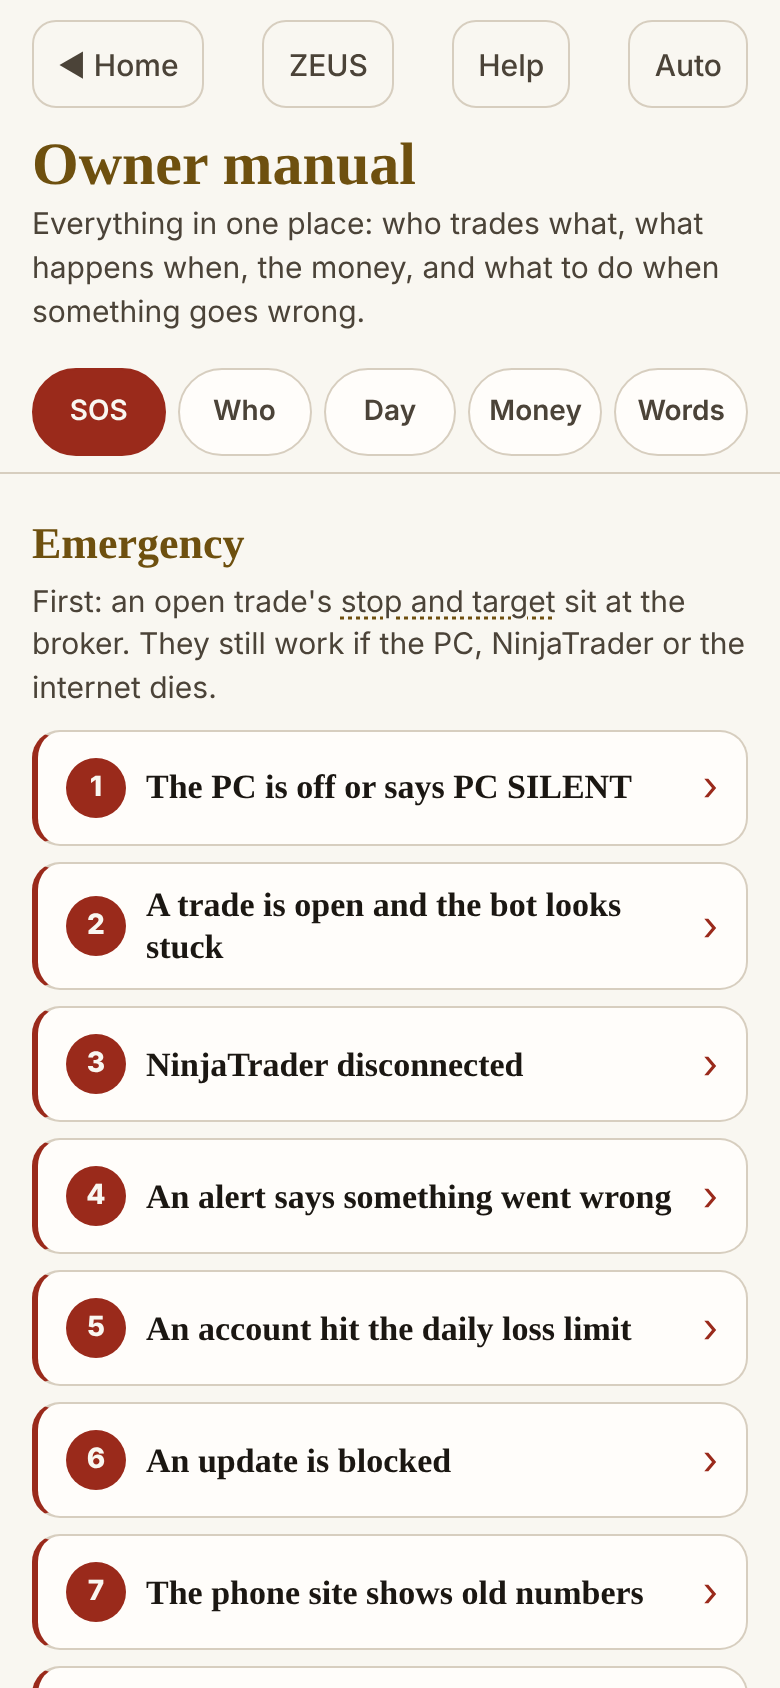 ◀ Home
ZEUS
Help
Auto
Owner manual
Everything in one place: who trades what, what
happens when, the money, and what to do when
something goes wrong.
SOS
Who
Day
Money
Words
Emergency
First: an open trade's stop and target sit at the
broker. They still work if the PC, NinjaTrader or the
internet dies.
1 The PC is off or says PC SILENT ›
2 A trade is open and the bot looks
stuck ›
3 NinjaTrader disconnected ›
4 An alert says something went wrong ›
5 An account hit the daily loss limit ›
6 An update is blocked ›
7 The phone site shows old numbers ›